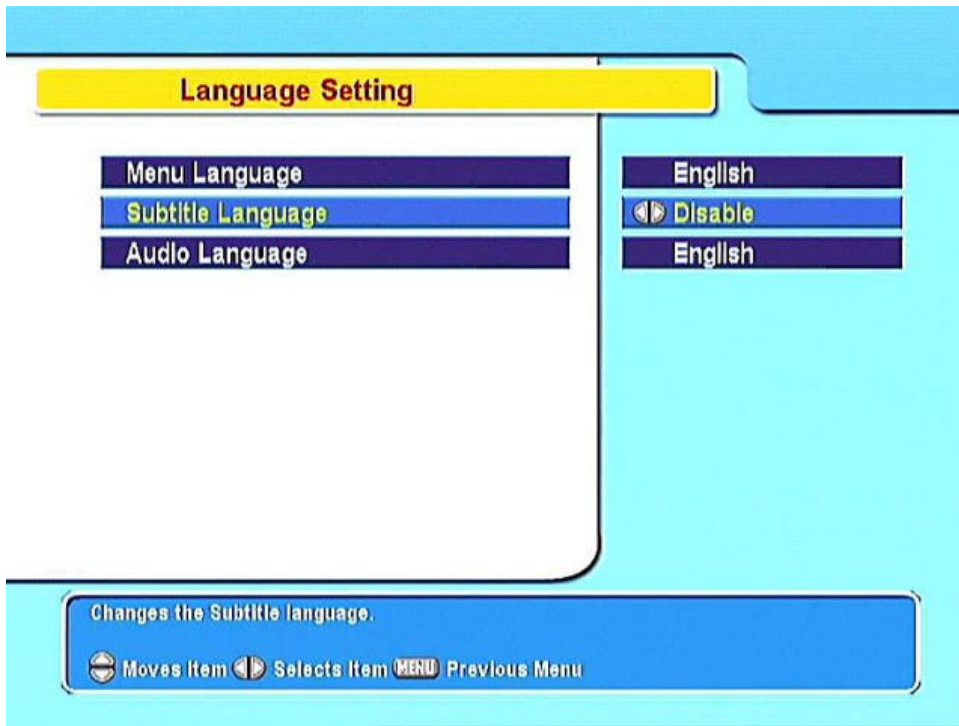 Language Setting
Menu Language English
Subtitle Language Disable
Audio Language English
Changes the Subtitle language.
Moves Item Selects Item MENU Previous Menu